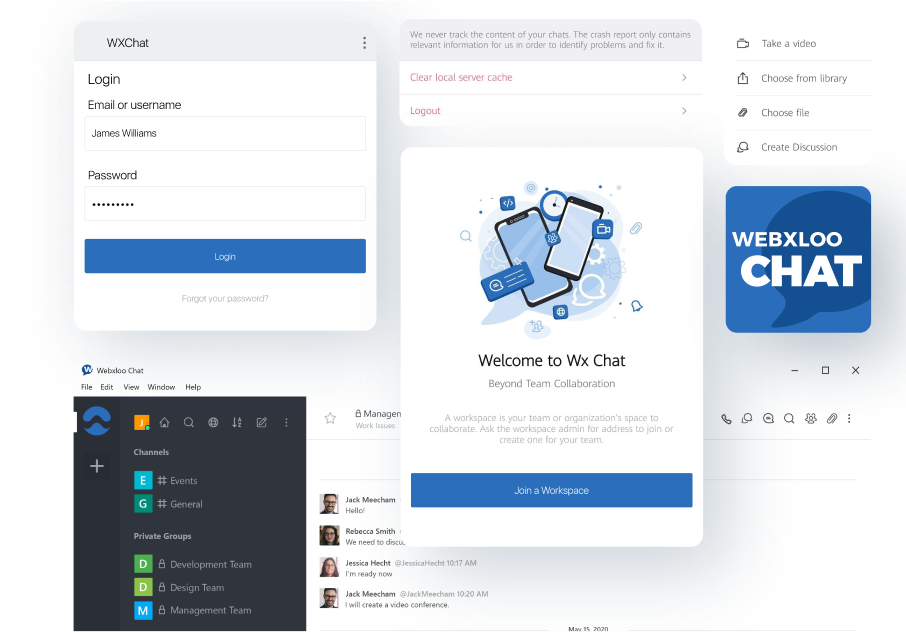 WXChat
Login
Email or username
James Williams
Password
Login
Forgot your password?
We never track the content of your chats. The crash report only contains
relevant information for us in order to identify problems and fix it.
Clear local server cache
Logout
Take a video
Choose from library
Choose file
Create Discussion
WEBXLOO
CHAT
Welcome to Wx Chat
Beyond Team Collaboration
A workspace is your team or organization's space to
collaborate. Ask the workspace admin for address to join or
create one for your team.
Join a Workspace
W Webxloo Chat
File Edit View Window Help
J
Channels
E # Events
G # General
Private Groups
D Development Team
D Design Team
M Management Team
Managen
Work Issues
Jack Meecham
Hello!
Rebecca Smith
We need to discu
Jessica Hecht @JessicaHecht 10:17 AM
I'm ready now
Jack Meecham @JackMeecham 10:20 AM
I will create a video conference.
May 15, 2020